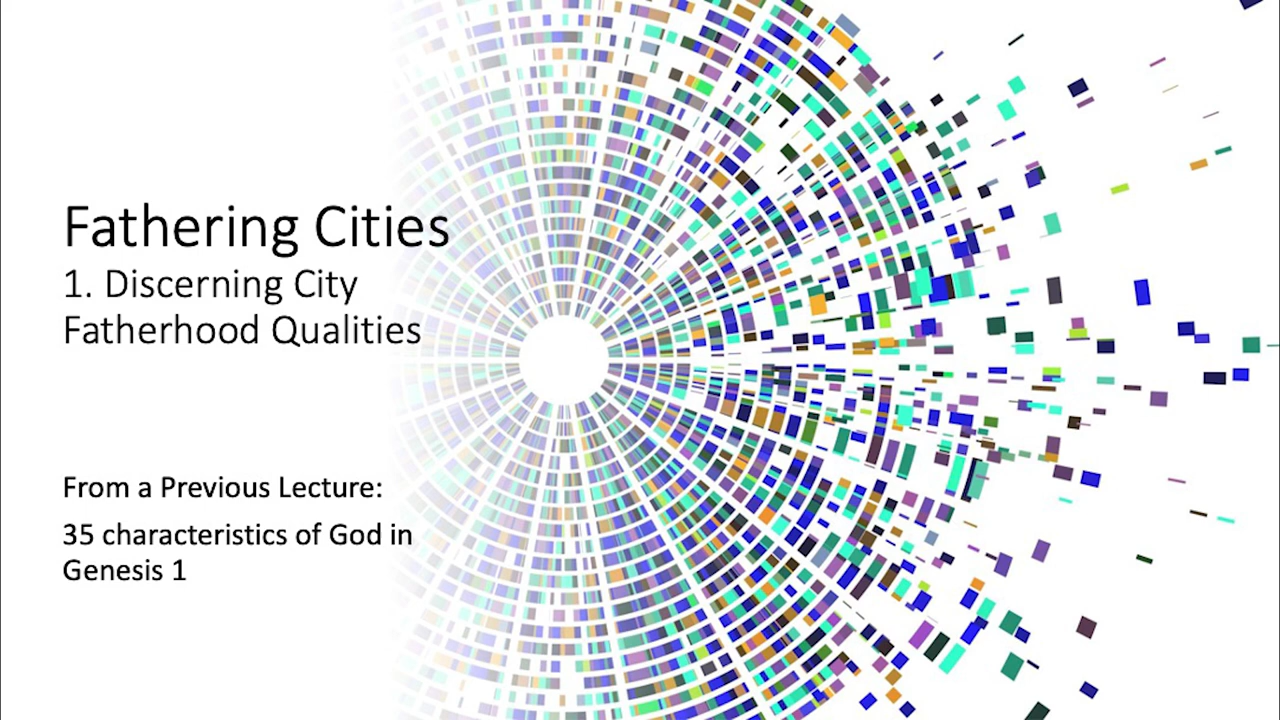 Fathering Cities
1. Discerning City
Fatherhood Qualities
From a Previous Lecture:
35 characteristics of God in
Genesis 1